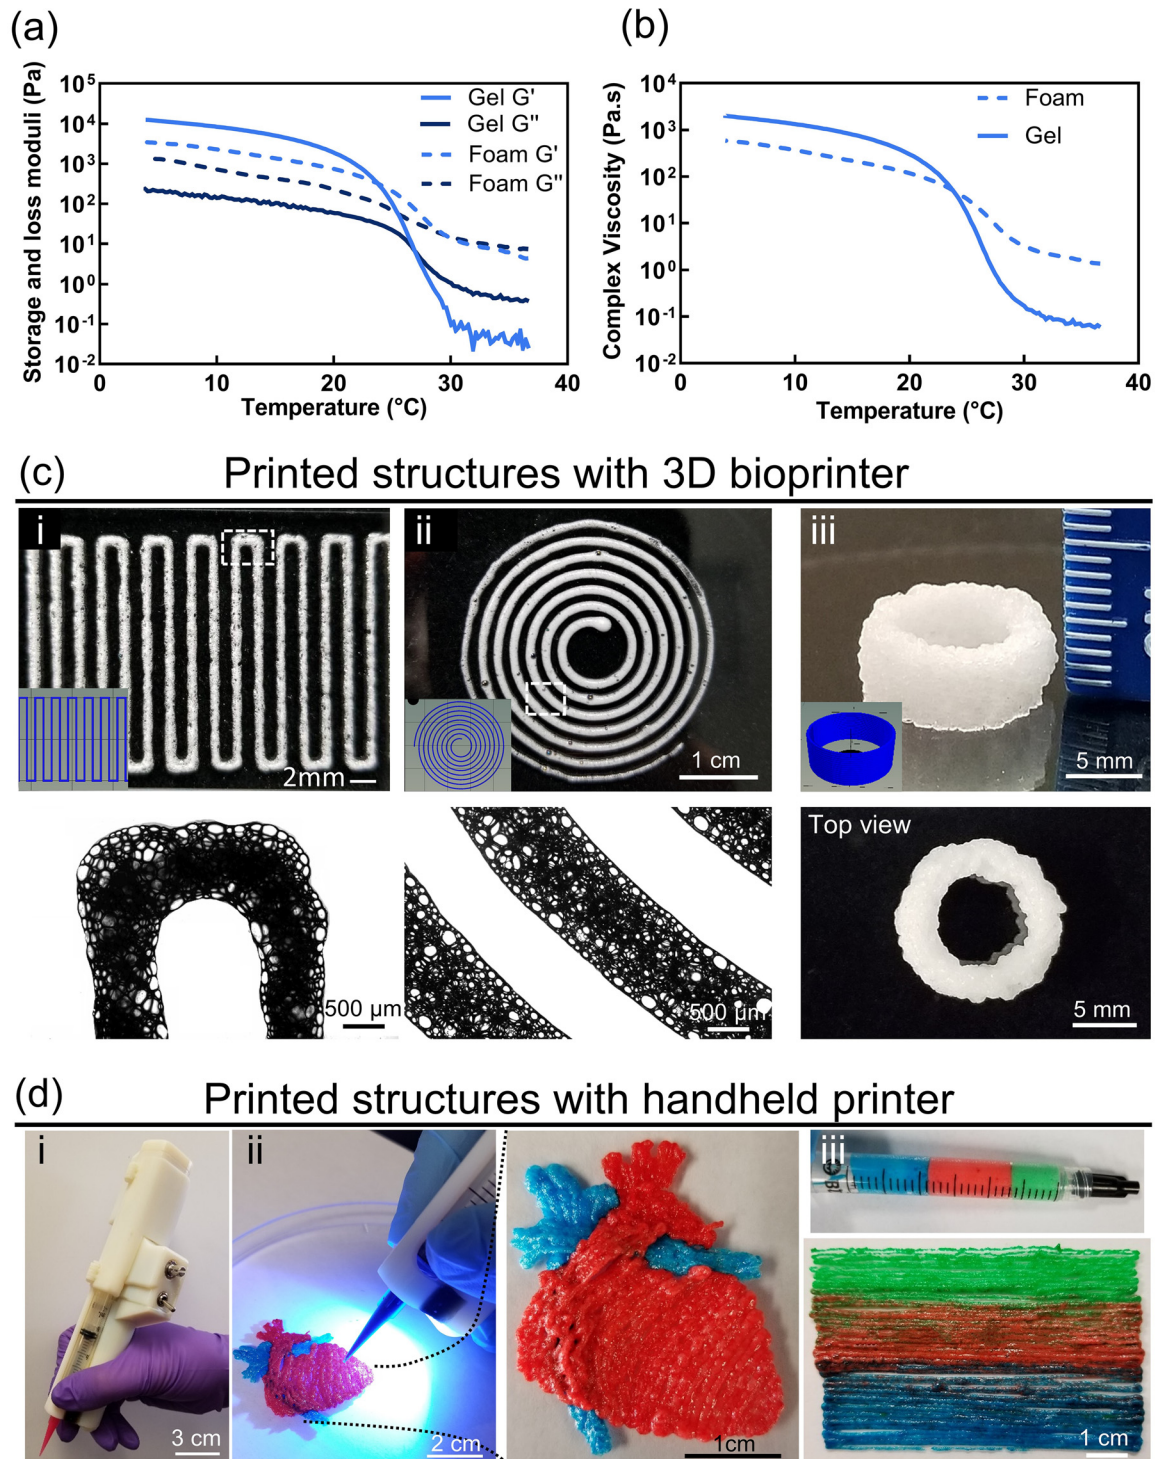 (a)
Storage and loss moduli (Pa)
10⁵
10⁴
10³
10²
10¹
10⁰
10⁻¹
10⁻²
0
10
20
30
40
Temperature (°C)
Gel G'
Gel G"
Foam G'
Foam G"
(b)
Complex Viscosity (Pa.s)
10⁴
10³
10²
10¹
10⁰
10⁻¹
10⁻²
0
10
20
30
40
Temperature (°C)
Foam
Gel
(c)
Printed structures with 3D bioprinter
i
2mm
ii
1 cm
iii
5 mm
500 µm
500 µm
Top view
5 mm
(d)
Printed structures with handheld printer
i
3 cm
ii
2 cm
1cm
iii
1 cm